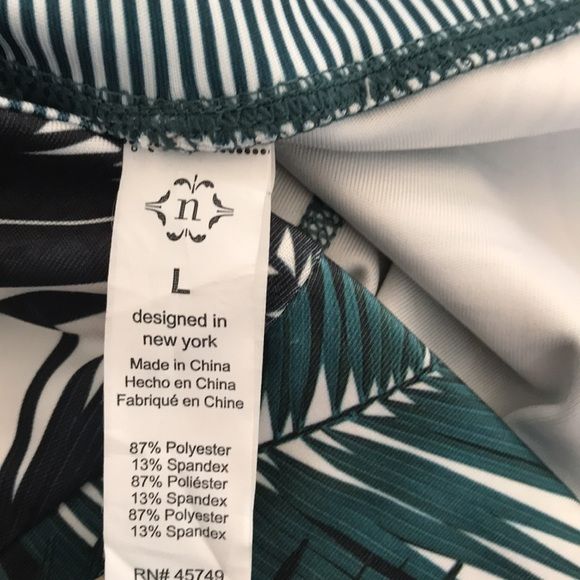 n
L
designed in
new york
Made in China
Hecho en China
Fabriqué en Chine
87% Polyester
13% Spandex
87% Poliéster
13% Spandex
87% Polyester
13% Spandex
RN# 45749